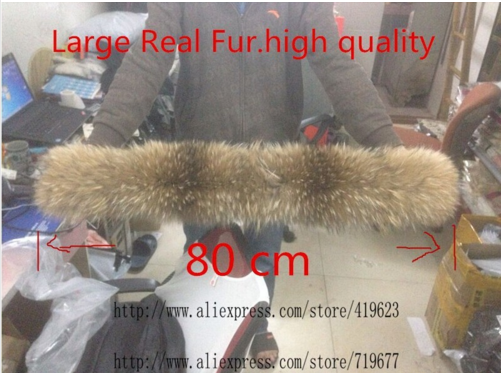 Large Real Fur.high quality
80 cm
http://www.aliexpress.com/store/419623
http://www.aliexpress.com/store/719677